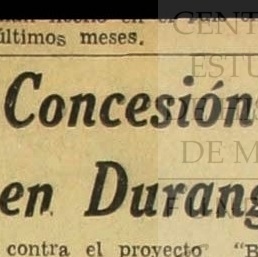 últimos meses.
Concesión
en Durang
contra el proyecto "B
CENT
ESTU
DE M